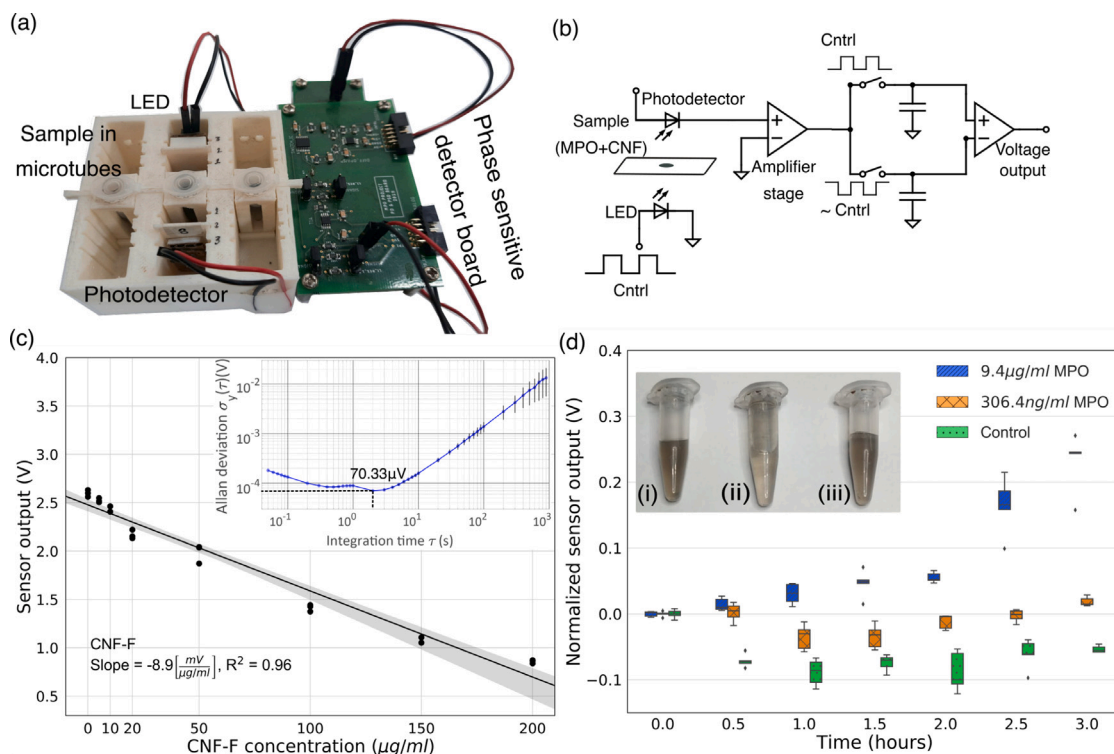 (a)
LED
Sample in
microtubes
Photodetector
Phase sensitive
detector board
(b)
Cntrl
Photodetector
Sample
(MPO+CNF)
Amplifier
stage
~ Cntrl
Voltage
output
LED
Cntrl
(c)
Sensor output (V)
4.0
3.5
3.0
2.5
2.0
1.5
1.0
0.5
0 10 20 50 100 150 200
CNF-F concentration (μg/ml)
CNF-F
Slope = -8.9[mV/μg/ml], R² = 0.96
Allan deviation σy(τ)(V)
10⁻²
10⁻³
10⁻⁴
70.33μV
10⁻¹ 10⁰ 10¹ 10² 10³
Integration time τ (s)
(d)
Normalized sensor output (V)
0.4
0.3
0.2
0.1
0.0
−0.1
0.0 0.5 1.0 1.5 2.0 2.5 3.0
Time (hours)
(i) (ii) (iii)
9.4μg/ml MPO
306.4ng/ml MPO
Control